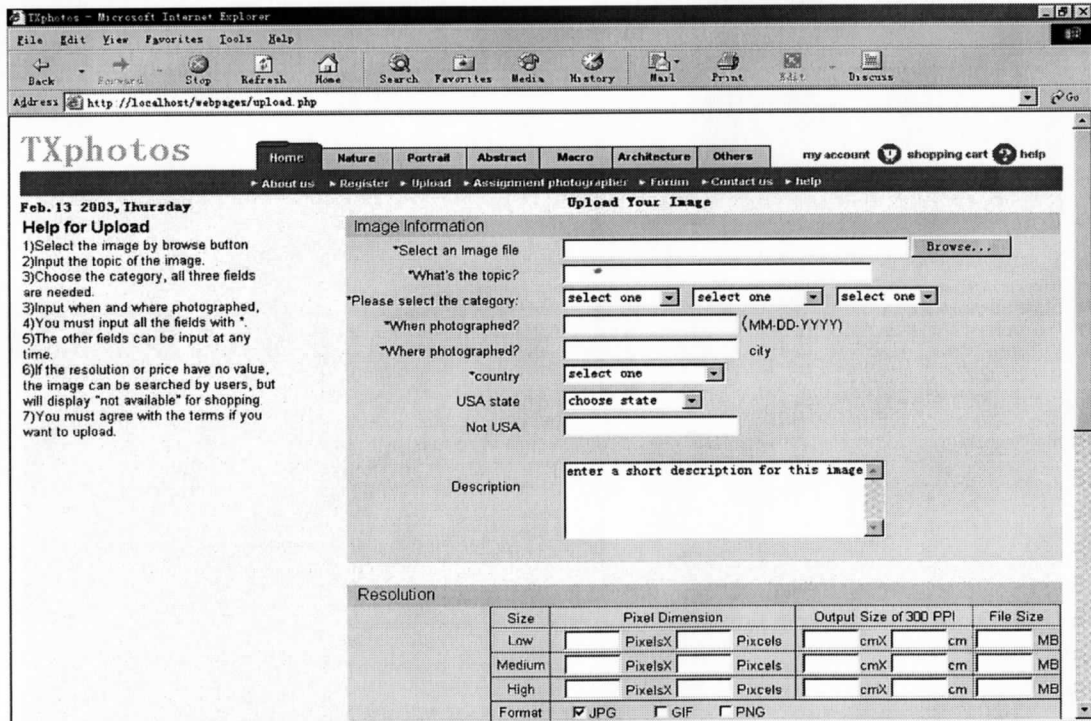 TXphotos - Microsoft Internet Explorer
File Edit View Favorites Tools Help
Back Forward Stop Refresh Home Search Favorites Media History Mail Print Edit Discuss
Address http://localhost/webpages/upload.php Go
TXphotos
Home Nature Portrait Abstract Macro Architecture Others my account shopping cart help
About us Register Upload Assignment photographer Forum Contact us help
Feb. 13 2003, Thursday
Upload Your Image
Help for Upload
1)Select the image by browse button
2)Input the topic of the image.
3)Choose the category, all three fields
are needed.
3)Input when and where photographed,
4)You must input all the fields with *.
5)The other fields can be input at any
time.
6)If the resolution or price have no value,
the image can be searched by users, but
will display "not available" for shopping.
7)You must agree with the terms if you
want to upload.
Image Information
*Select an Image file Browse...
*What's the topic?
*Please select the category: select one select one select one
*When photographed? (MM-DD-YYYY)
*Where photographed? city
*country select one
USA state choose state
Not USA
Description enter a short description for this image
Resolution
Size Pixel Dimension Output Size of 300 PPI File Size
Low PixelsX Pixcels cmX cm MB
Medium PixelsX Pixcels cmX cm MB
High PixelsX Pixcels cmX cm MB
Format JPG GIF PNG